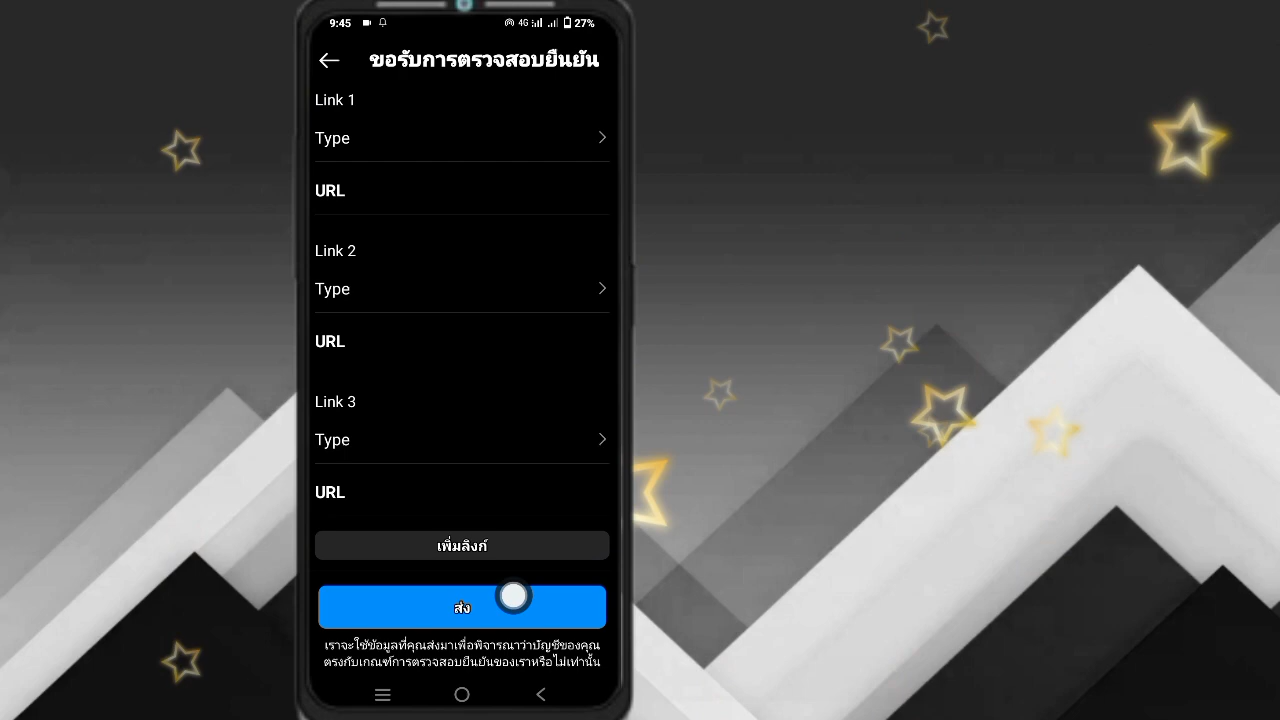 9:45 4G 27%
ขอรับการตรวจสอบยืนยัน
Link 1
Type
URL
Link 2
Type
URL
Link 3
Type
URL
เพิ่มลิงก์
ส่ง
เราจะใช้ข้อมูลที่คุณส่งมาเพื่อพิจารณาว่าบัญชีของคุณ
ตรงกับเกณฑ์การตรวจสอบยืนยันของเราหรือไม่เท่านั้น